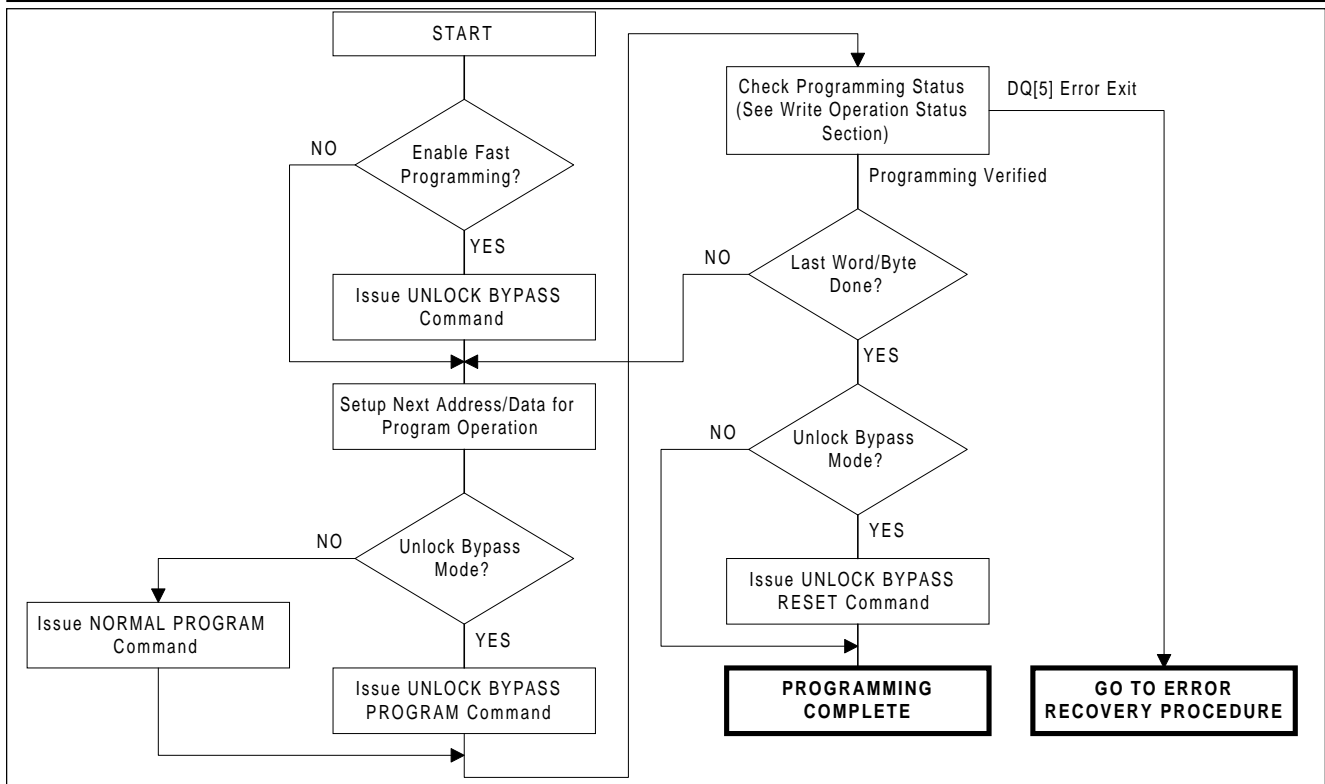 START
NO
Enable Fast
Programming?
YES
Issue UNLOCK BYPASS
Command
Setup Next Address/Data for
Program Operation
NO
Unlock Bypass
Mode?
YES
Issue NORMAL PROGRAM
Command
Issue UNLOCK BYPASS
PROGRAM Command
Check Programming Status
(See Write Operation Status
Section)
DQ[5] Error Exit
Programming Verified
NO
Last Word/Byte
Done?
YES
NO
Unlock Bypass
Mode?
YES
Issue UNLOCK BYPASS
RESET Command
PROGRAMMING
COMPLETE
GO TO ERROR
RECOVERY PROCEDURE